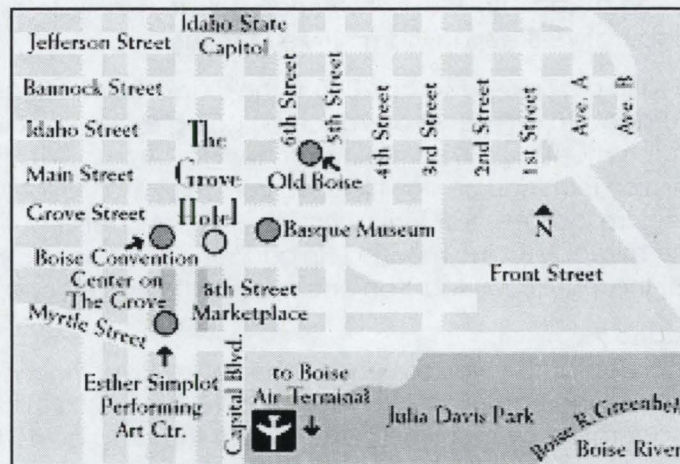 Idaho State
Capitol
Jefferson Street
Bannock Street
Idaho Street
Main Street
Grove Street
The
Grove
Hotel
6th Street
5th Street
4th Street
3rd Street
2nd Street
1st Street
Ave. A
Ave. B
Old Boise
Basque Museum
N
Boise Convention
Center on
The Grove
Front Street
8th Street
Marketplace
Myrtle Street
Esther Simplot
Performing
Art Ctr.
Capital Blvd.
to Boise
Air Terminal
Julia Davis Park
Boise R. Greenbelt
Boise River